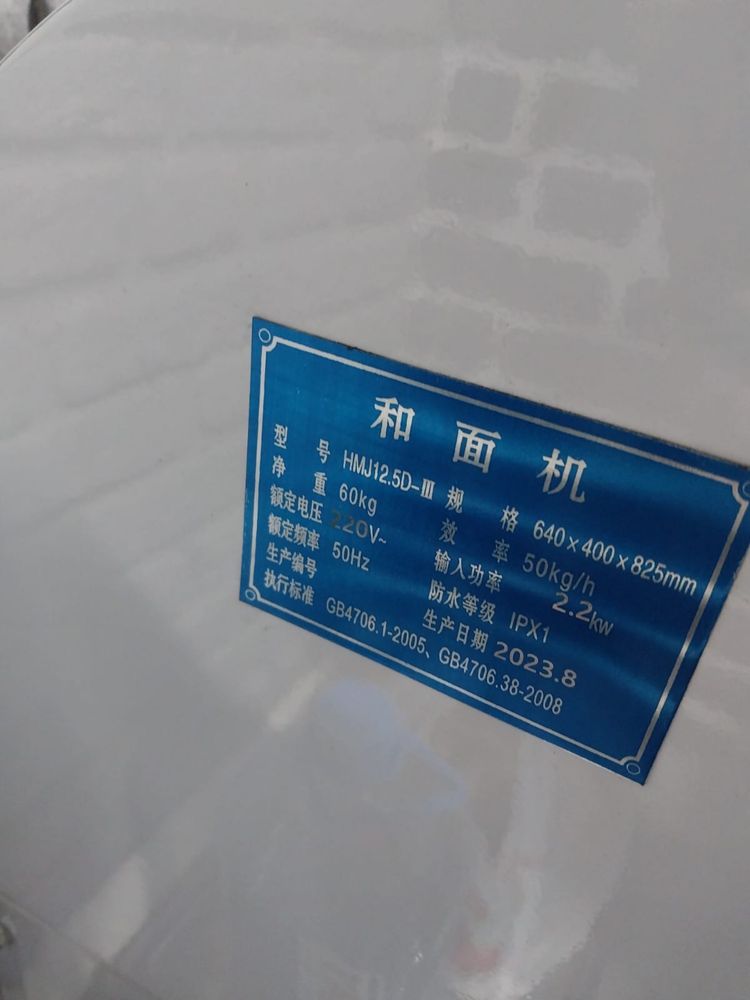 和面机
型号 HMJ12.5D-Ⅲ 规格 640×400×825mm
净重 60kg 效率 50kg/h
额定电压 220V~ 输入功率 2.2kw
额定频率 50Hz 防水等级 IPX1
生产编号 生产日期 2023.8
执行标准 GB4706.1-2005、GB4706.38-2008